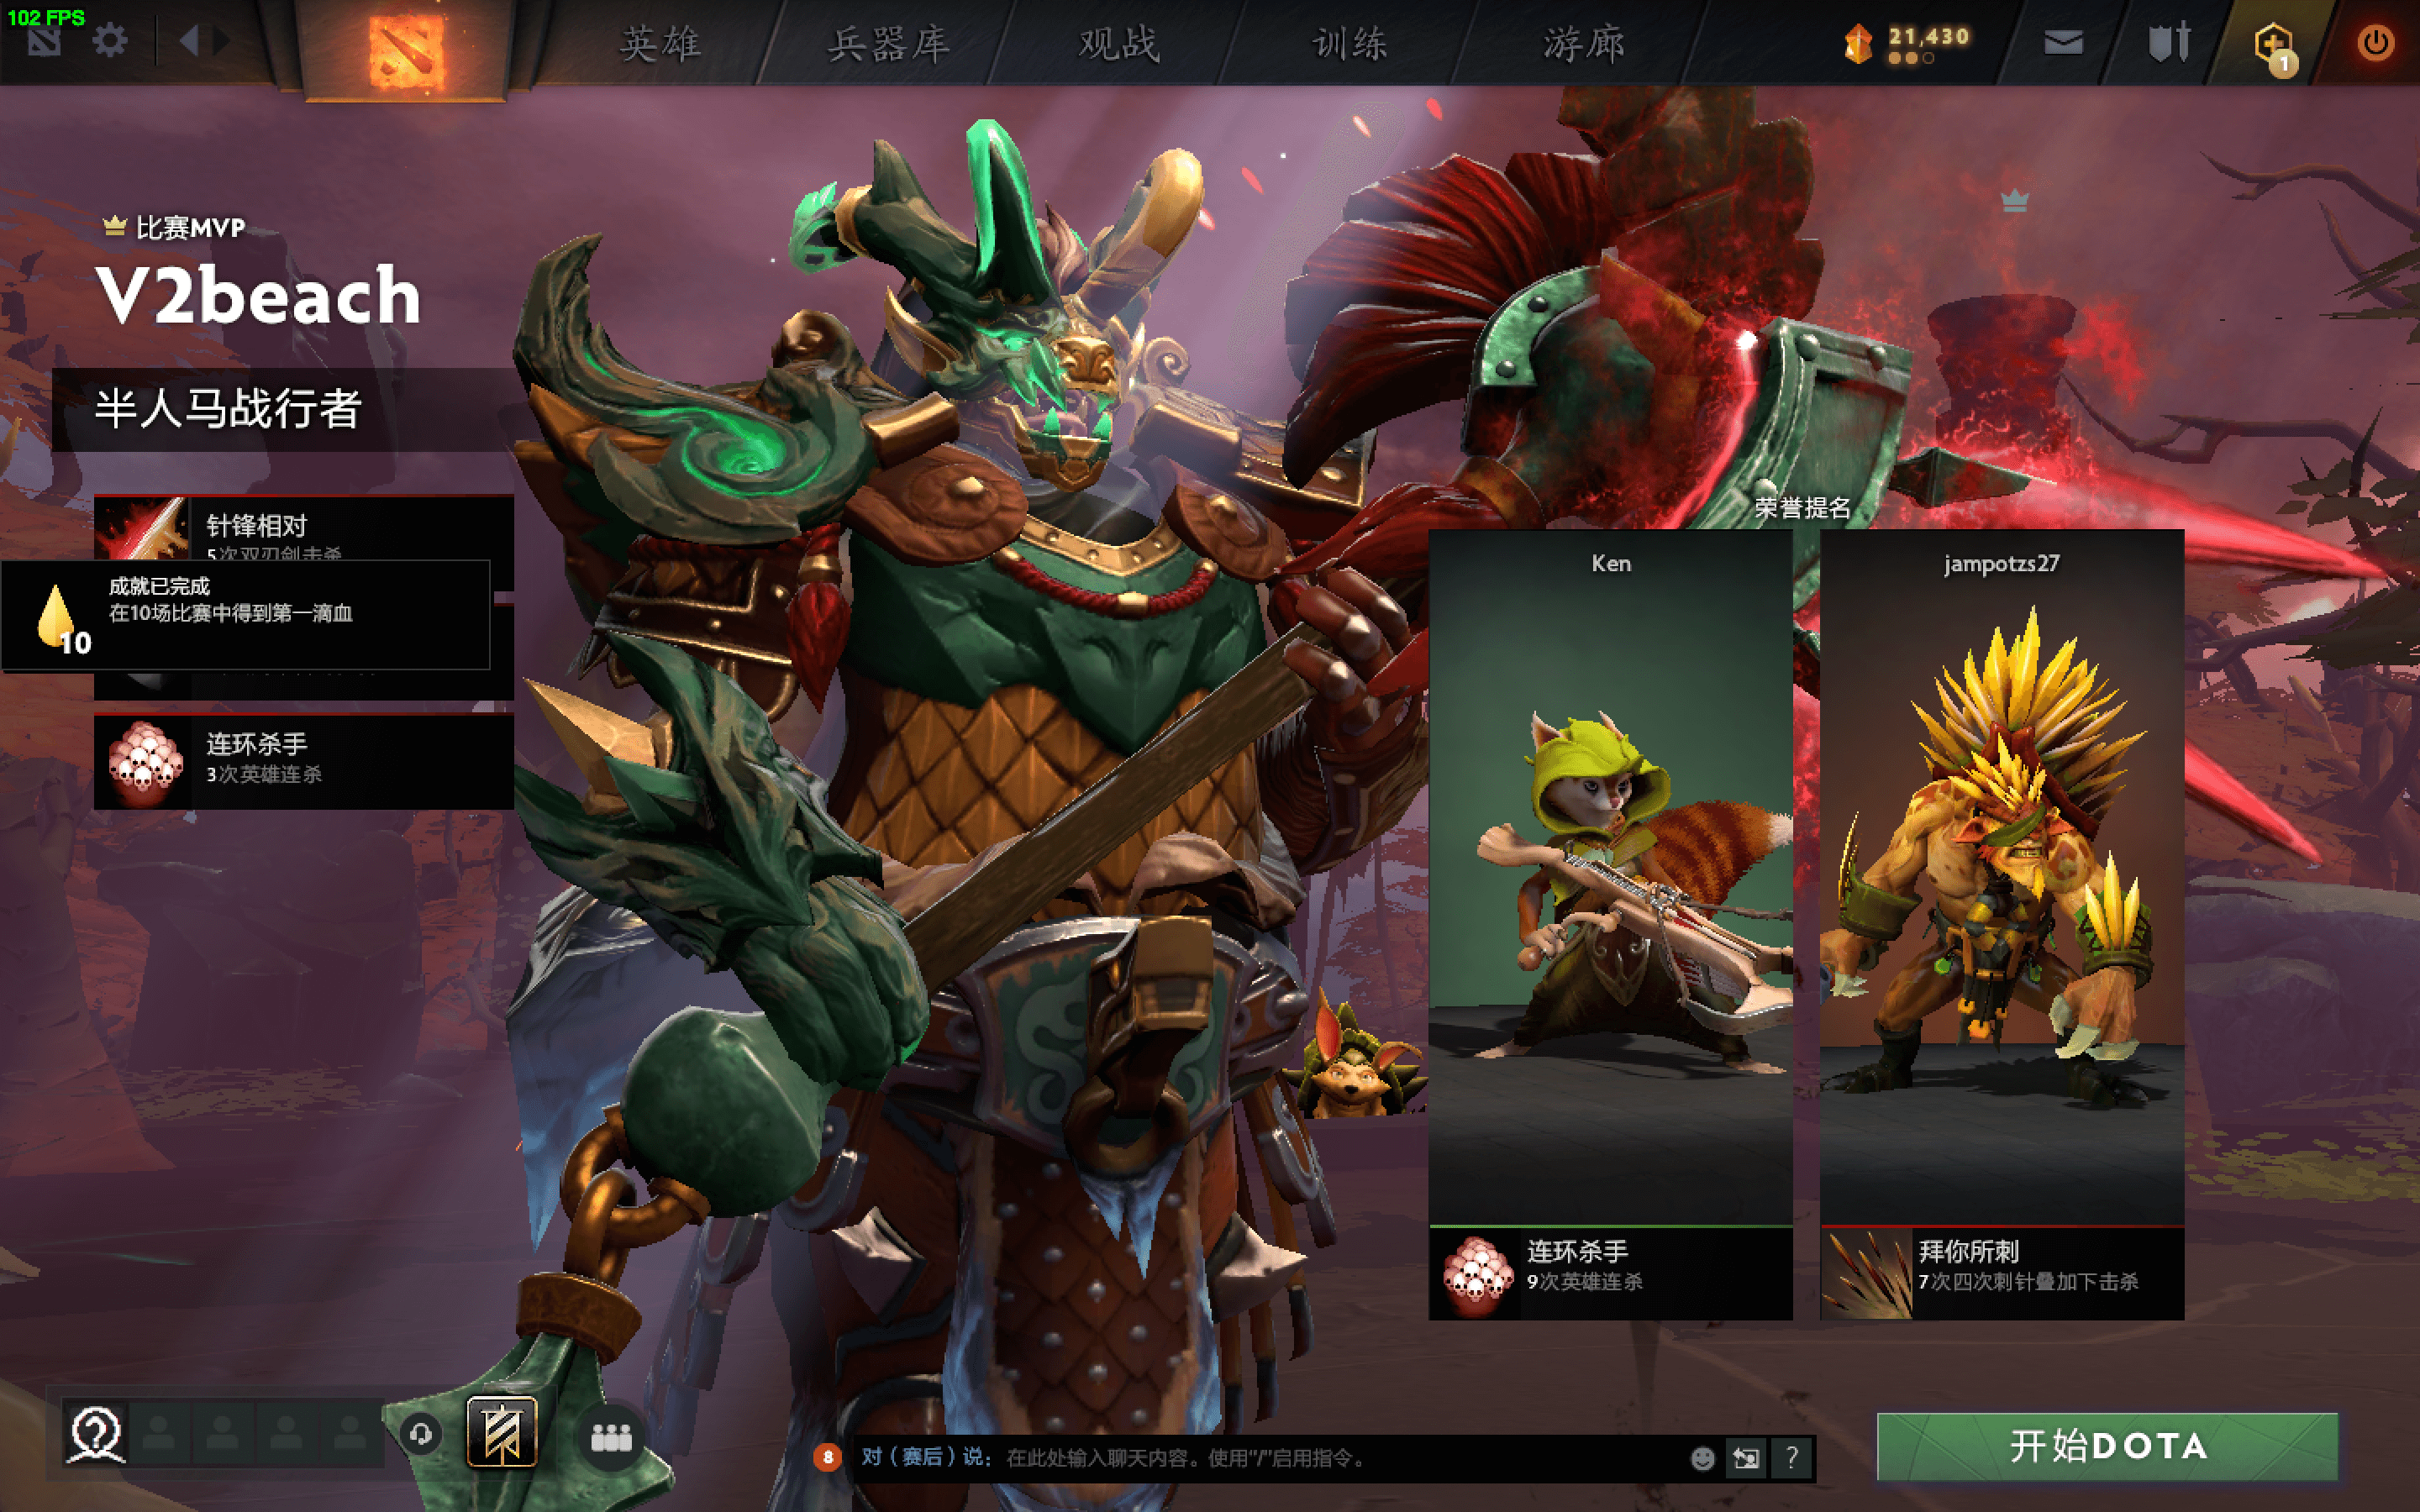 102 FPS
英雄
兵器库
观战
训练
游廊
21,430
1
比赛MVP
V2beach
半人马战行者
针锋相对
5次双刃剑击杀
成就已完成
在10场比赛中得到第一滴血
10
连环杀手
3次英雄连杀
荣誉提名
Ken
jampotzs27
连环杀手
9次英雄连杀
拜你所刺
7次四次刺针叠加下击杀
8
对（赛后）说：
在此处输入聊天内容。使用“/”启用指令。
?
开始DOTA